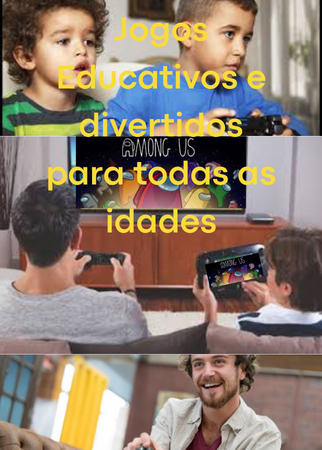 Jogos
Educativos e
divertidos
AMONG US
para todas as
idades
AMONG US